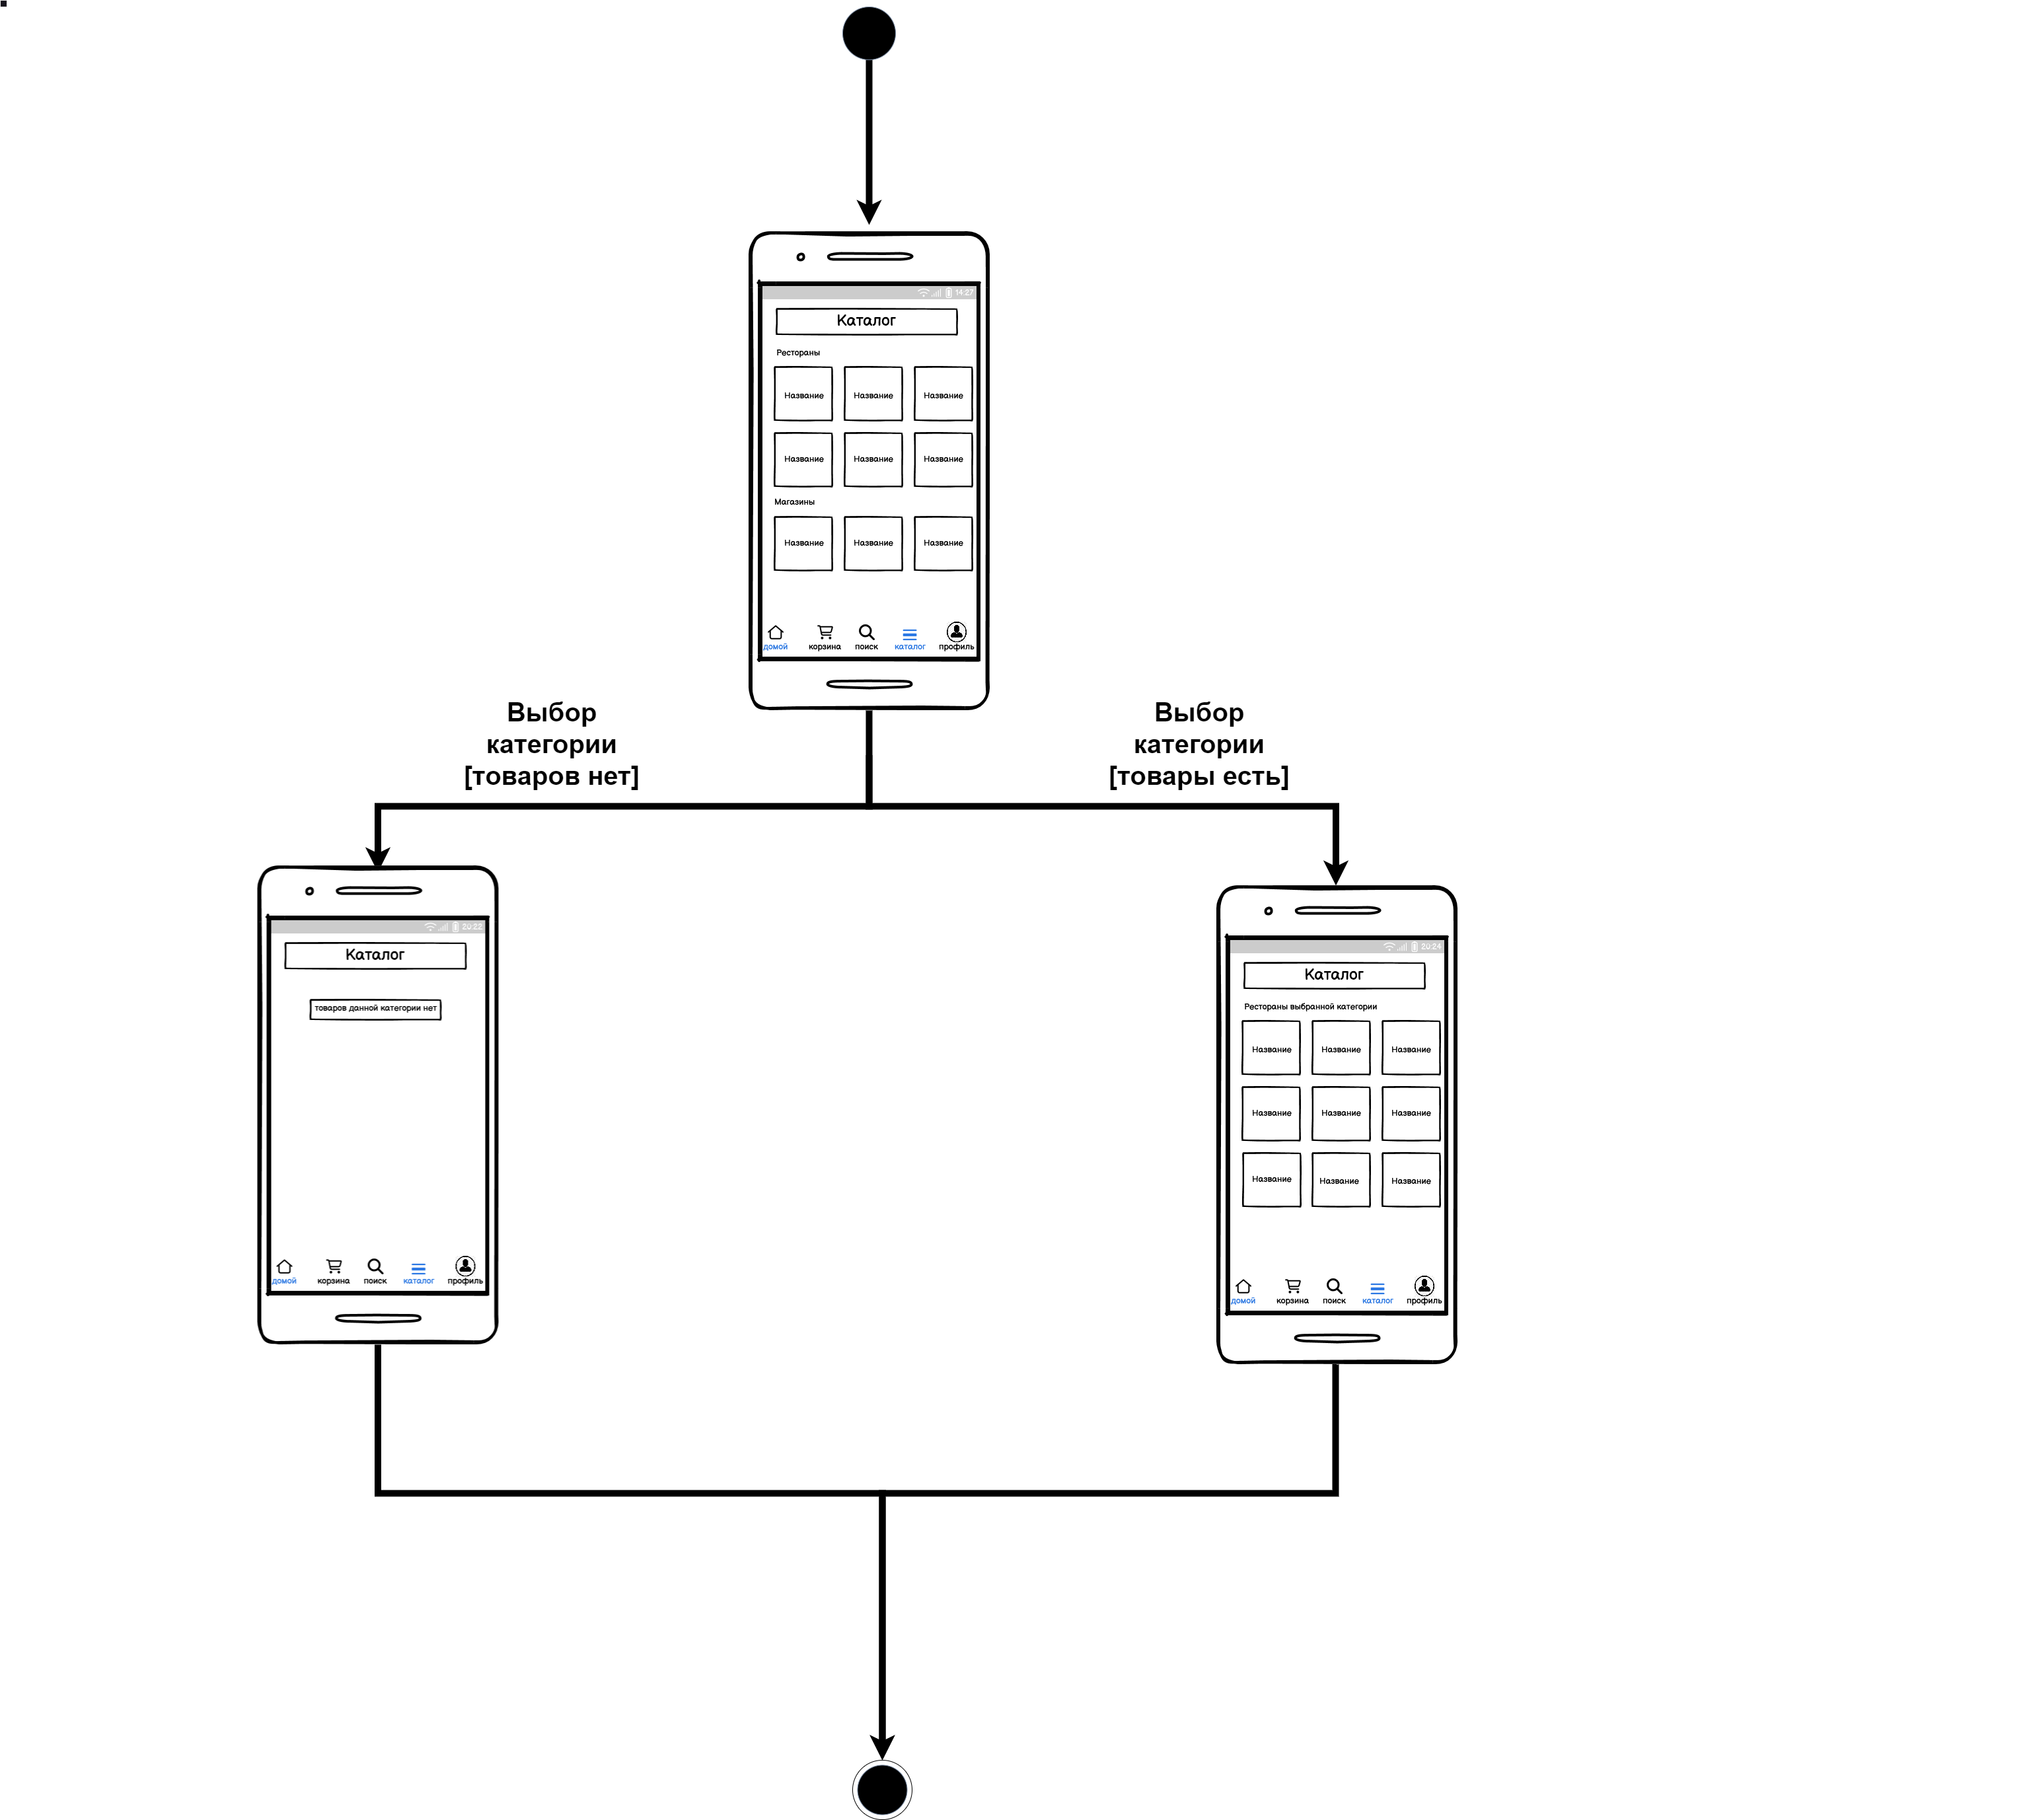 14:27
Каталог
Рестораны
Название Название Название
Название Название Название
Магазины
Название Название Название
домой корзина поиск каталог профиль
Выбор
категории
[товаров нет]
Выбор
категории
[товары есть]
20:22
Каталог
товаров данной категории нет
домой корзина поиск каталог профиль
20:24
Каталог
Рестораны выбранной категории
Название Название Название
Название Название Название
Название Название Название
домой корзина поиск каталог профиль